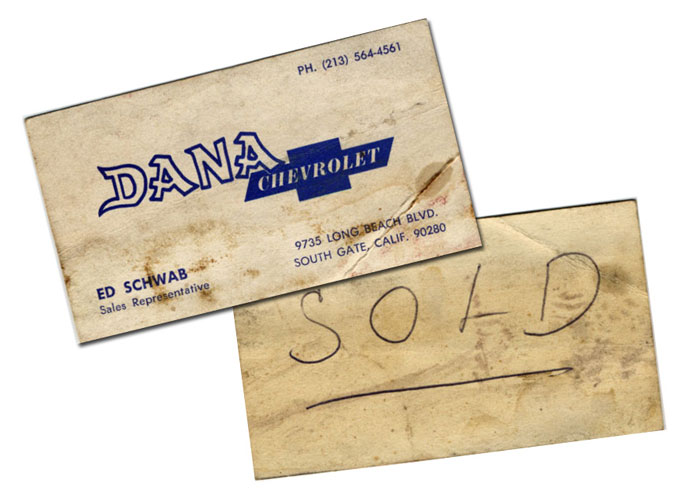 PH. (213) 564-4561
DANA
CHEVROLET
9735 LONG BEACH BLVD.
SOUTH GATE, CALIF. 90280
ED SCHWAB
Sales Representative
SOLD